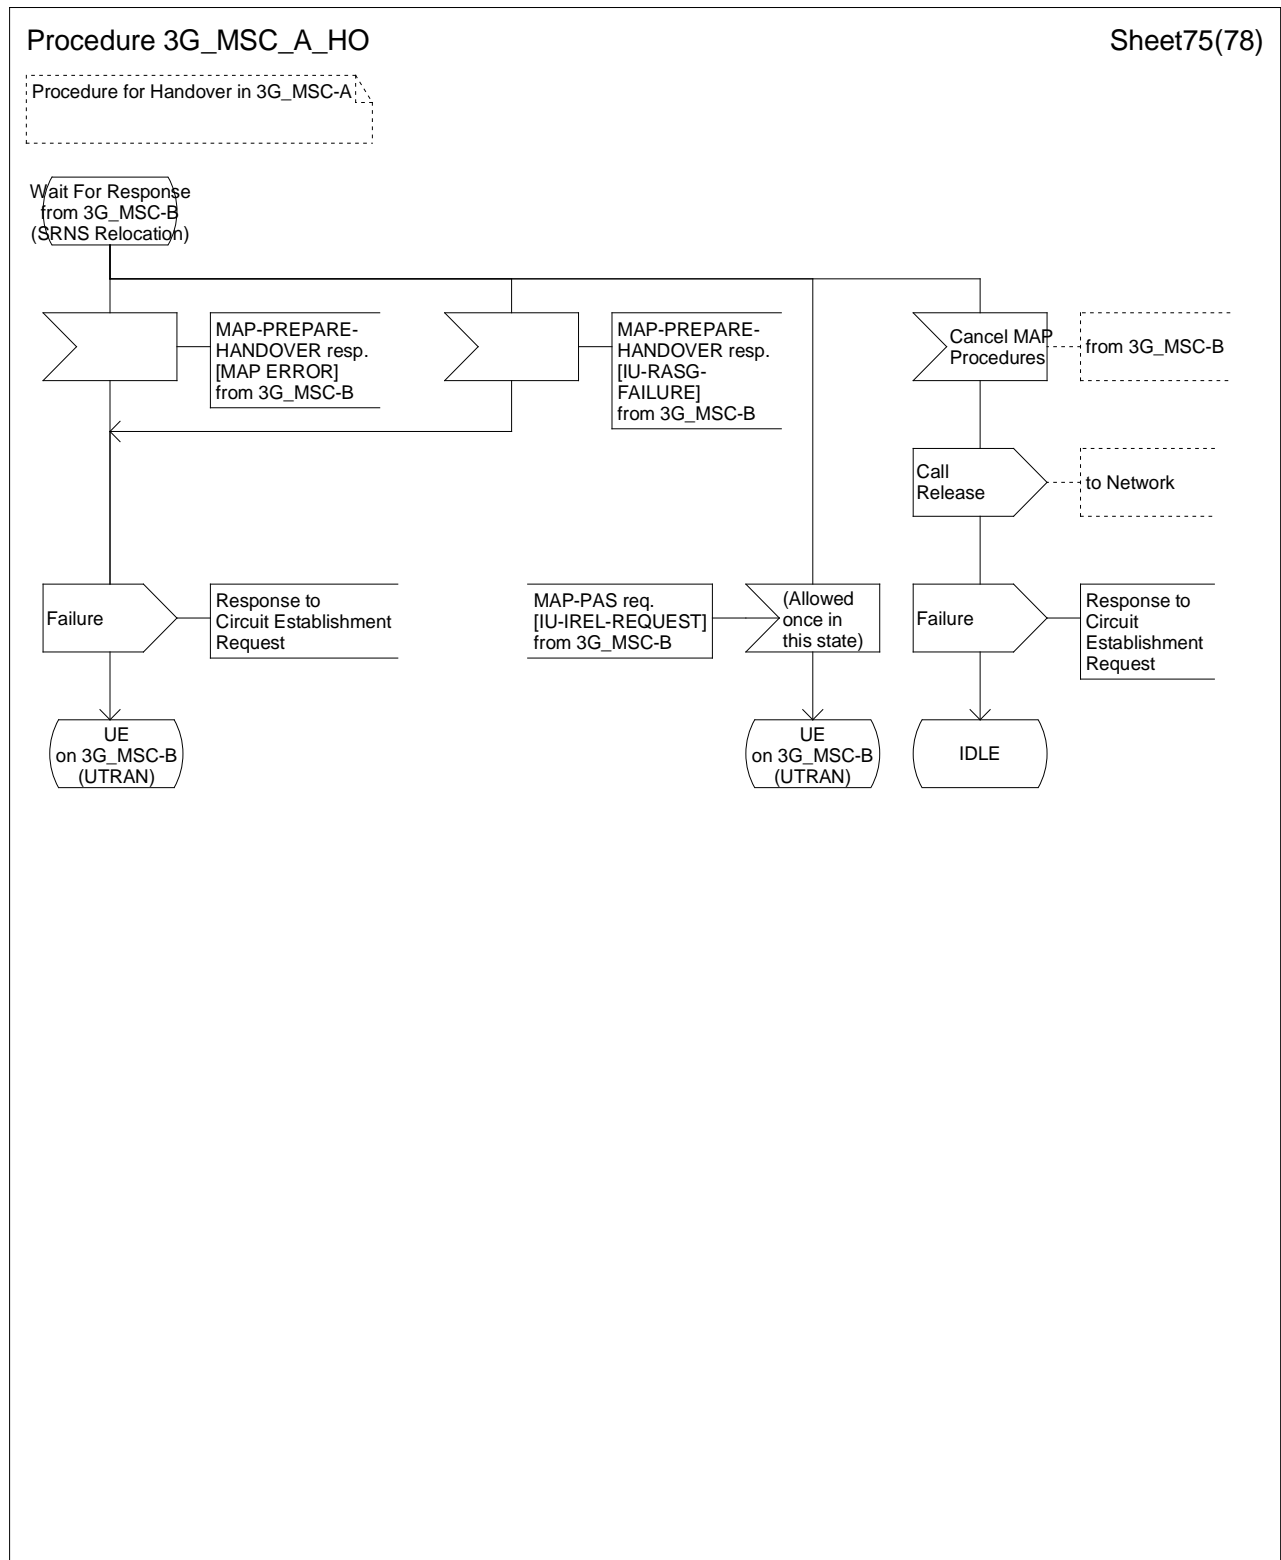 Procedure 3G_MSC_A_HO
Sheet75(78)
Procedure for Handover in 3G_MSC-A
Wait For Response
from 3G_MSC-B
(SRNS Relocation)
MAP-PREPARE-
HANDOVER resp.
[MAP ERROR]
from 3G_MSC-B
MAP-PREPARE-
HANDOVER resp.
[IU-RASG-
FAILURE]
from 3G_MSC-B
Cancel MAP
Procedures
from 3G_MSC-B
Call
Release
to Network
Failure
Response to
Circuit Establishment
Request
MAP-PAS req.
[IU-IREL-REQUEST]
from 3G_MSC-B
(Allowed
once in
this state)
Failure
Response to
Circuit
Establishment
Request
UE
on 3G_MSC-B
(UTRAN)
UE
on 3G_MSC-B
(UTRAN)
IDLE